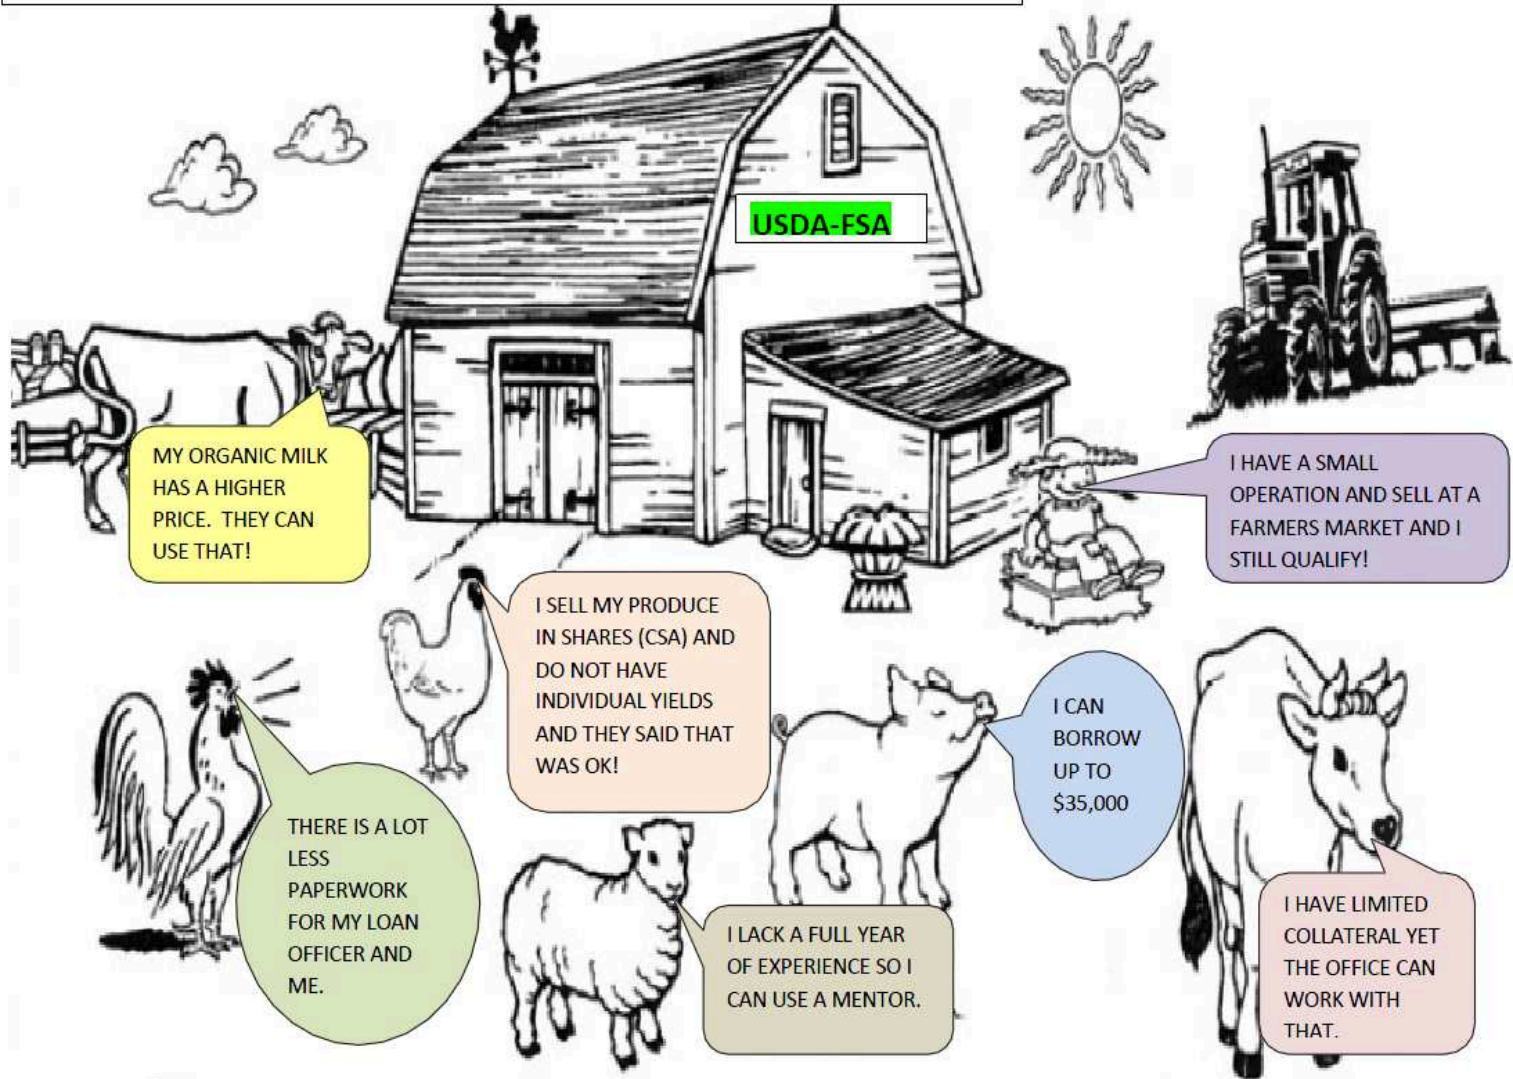 USDA-FSA
MY ORGANIC MILK
HAS A HIGHER
PRICE.  THEY CAN
USE THAT!
I HAVE A SMALL
OPERATION AND SELL AT A
FARMERS MARKET AND I
STILL QUALIFY!
I SELL MY PRODUCE
IN SHARES (CSA) AND
DO NOT HAVE
INDIVIDUAL YIELDS
AND THEY SAID THAT
WAS OK!
I CAN
BORROW
UP TO
$35,000
THERE IS A LOT
LESS
PAPERWORK
FOR MY LOAN
OFFICER AND
ME.
I LACK A FULL YEAR
OF EXPERIENCE SO I
CAN USE A MENTOR.
I HAVE LIMITED
COLLATERAL YET
THE OFFICE CAN
WORK WITH
THAT.